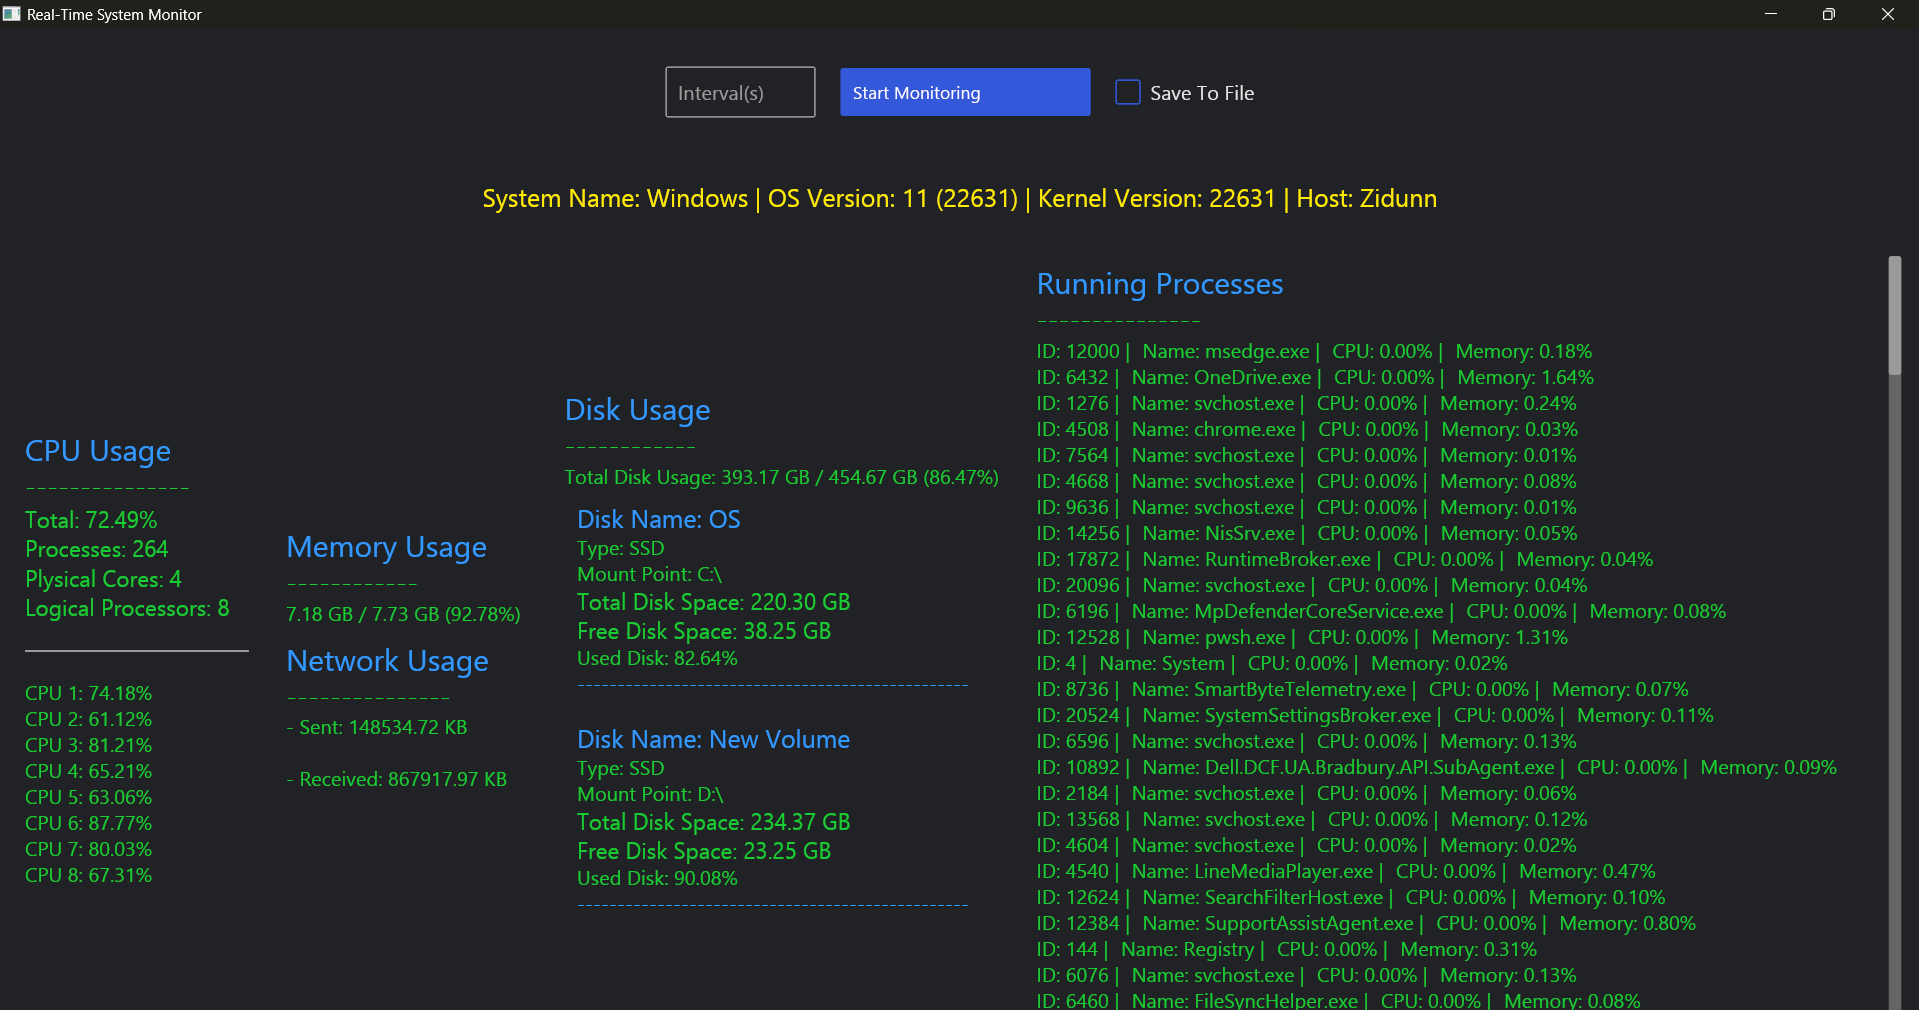 Real-Time System Monitor
Interval(s)
Start Monitoring
Save To File
System Name: Windows | OS Version: 11 (22631) | Kernel Version: 22631 | Host: Zidunn
CPU Usage
---------------
Total: 72.49%
Processes: 264
Plysical Cores: 4
Logical Processors: 8
CPU 1: 74.18%
CPU 2: 61.12%
CPU 3: 81.21%
CPU 4: 65.21%
CPU 5: 63.06%
CPU 6: 87.77%
CPU 7: 80.03%
CPU 8: 67.31%
Memory Usage
------------
7.18 GB / 7.73 GB (92.78%)
Network Usage
---------------
- Sent: 148534.72 KB
- Received: 867917.97 KB
Disk Usage
------------
Total Disk Usage: 393.17 GB / 454.67 GB (86.47%)
Disk Name: OS
Type: SSD
Mount Point: C:\
Total Disk Space: 220.30 GB
Free Disk Space: 38.25 GB
Used Disk: 82.64%
-------------------------------------------------
Disk Name: New Volume
Type: SSD
Mount Point: D:\
Total Disk Space: 234.37 GB
Free Disk Space: 23.25 GB
Used Disk: 90.08%
-------------------------------------------------
Running Processes
---------------
ID: 12000 | Name: msedge.exe | CPU: 0.00% | Memory: 0.18%
ID: 6432 | Name: OneDrive.exe | CPU: 0.00% | Memory: 1.64%
ID: 1276 | Name: svchost.exe | CPU: 0.00% | Memory: 0.24%
ID: 4508 | Name: chrome.exe | CPU: 0.00% | Memory: 0.03%
ID: 7564 | Name: svchost.exe | CPU: 0.00% | Memory: 0.01%
ID: 4668 | Name: svchost.exe | CPU: 0.00% | Memory: 0.08%
ID: 9636 | Name: svchost.exe | CPU: 0.00% | Memory: 0.01%
ID: 14256 | Name: NisSrv.exe | CPU: 0.00% | Memory: 0.05%
ID: 17872 | Name: RuntimeBroker.exe | CPU: 0.00% | Memory: 0.04%
ID: 20096 | Name: svchost.exe | CPU: 0.00% | Memory: 0.04%
ID: 6196 | Name: MpDefenderCoreService.exe | CPU: 0.00% | Memory: 0.08%
ID: 12528 | Name: pwsh.exe | CPU: 0.00% | Memory: 1.31%
ID: 4 | Name: System | CPU: 0.00% | Memory: 0.02%
ID: 8736 | Name: SmartByteTelemetry.exe | CPU: 0.00% | Memory: 0.07%
ID: 20524 | Name: SystemSettingsBroker.exe | CPU: 0.00% | Memory: 0.11%
ID: 6596 | Name: svchost.exe | CPU: 0.00% | Memory: 0.13%
ID: 10892 | Name: Dell.DCF.UA.Bradbury.API.SubAgent.exe | CPU: 0.00% | Memory: 0.09%
ID: 2184 | Name: svchost.exe | CPU: 0.00% | Memory: 0.06%
ID: 13568 | Name: svchost.exe | CPU: 0.00% | Memory: 0.12%
ID: 4604 | Name: svchost.exe | CPU: 0.00% | Memory: 0.02%
ID: 4540 | Name: LineMediaPlayer.exe | CPU: 0.00% | Memory: 0.47%
ID: 12624 | Name: SearchFilterHost.exe | CPU: 0.00% | Memory: 0.10%
ID: 12384 | Name: SupportAssistAgent.exe | CPU: 0.00% | Memory: 0.80%
ID: 144 | Name: Registry | CPU: 0.00% | Memory: 0.31%
ID: 6076 | Name: svchost.exe | CPU: 0.00% | Memory: 0.13%
ID: 6460 | Name: FileSyncHelper.exe | CPU: 0.00% | Memory: 0.08%